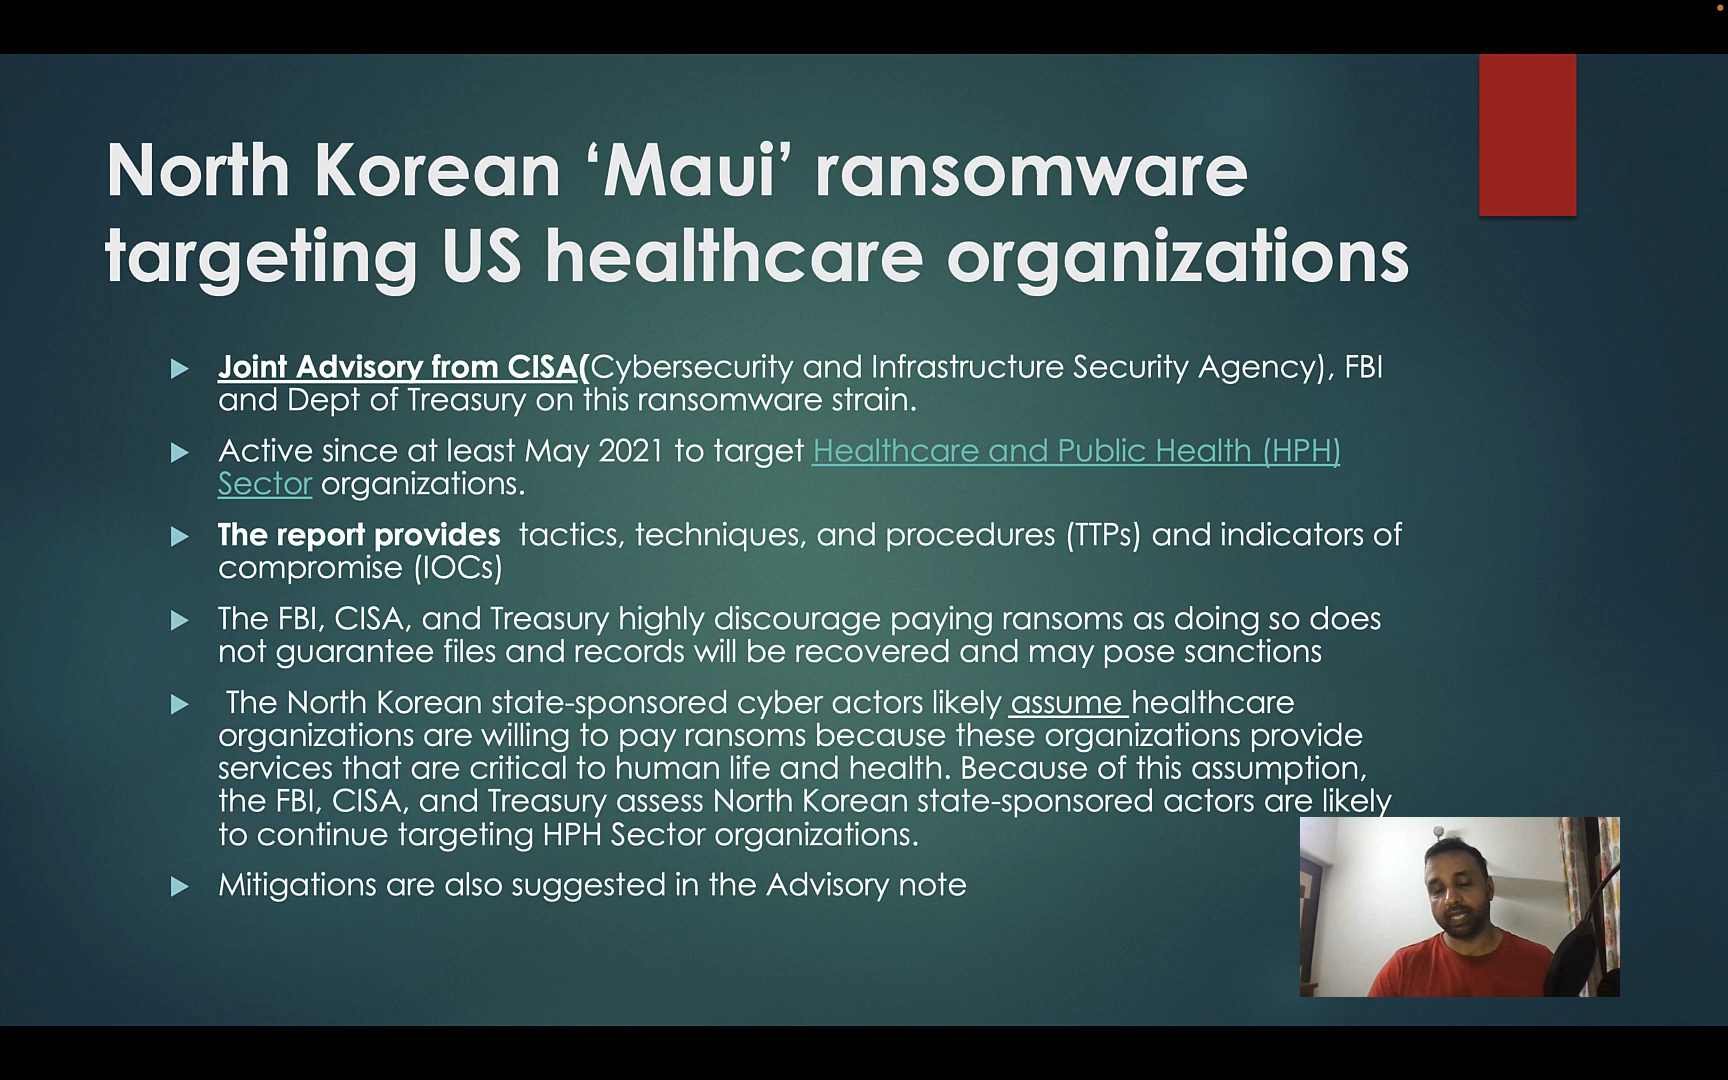 North Korean ‘Maui’ ransomware
targeting US healthcare organizations
Joint Advisory from CISA(Cybersecurity and Infrastructure Security Agency), FBI
and Dept of Treasury on this ransomware strain.
Active since at least May 2021 to target Healthcare and Public Health (HPH)
Sector organizations.
The report provides  tactics, techniques, and procedures (TTPs) and indicators of
compromise (IOCs)
The FBI, CISA, and Treasury highly discourage paying ransoms as doing so does
not guarantee files and records will be recovered and may pose sanctions
The North Korean state-sponsored cyber actors likely assume healthcare
organizations are willing to pay ransoms because these organizations provide
services that are critical to human life and health. Because of this assumption,
the FBI, CISA, and Treasury assess North Korean state-sponsored actors are likely
to continue targeting HPH Sector organizations.
Mitigations are also suggested in the Advisory note